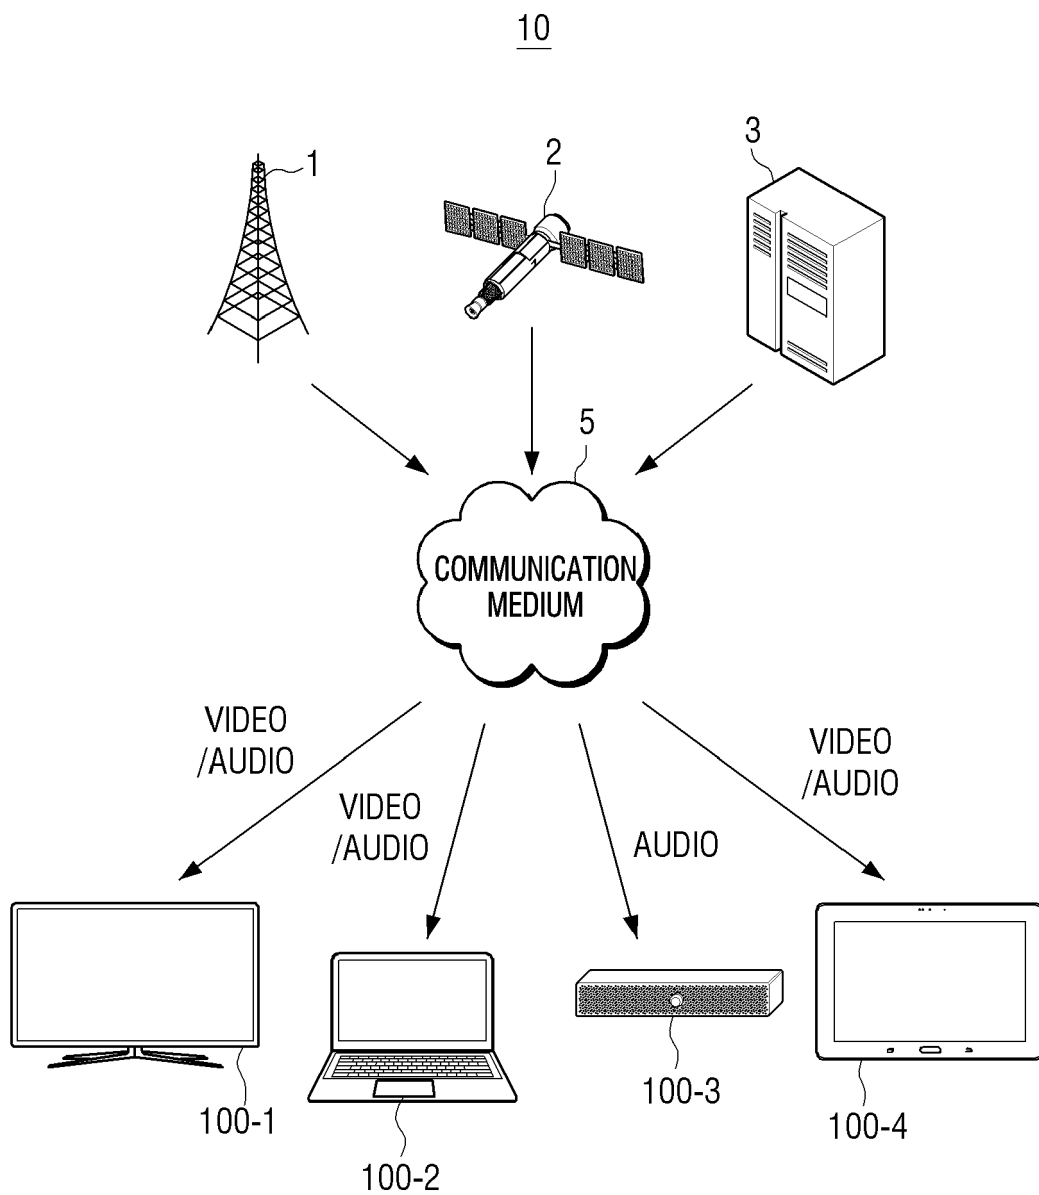 10
1
2
3
5
COMMUNICATION
MEDIUM
VIDEO
/AUDIO
VIDEO
/AUDIO
AUDIO
VIDEO
/AUDIO
100-1
100-2
100-3
100-4